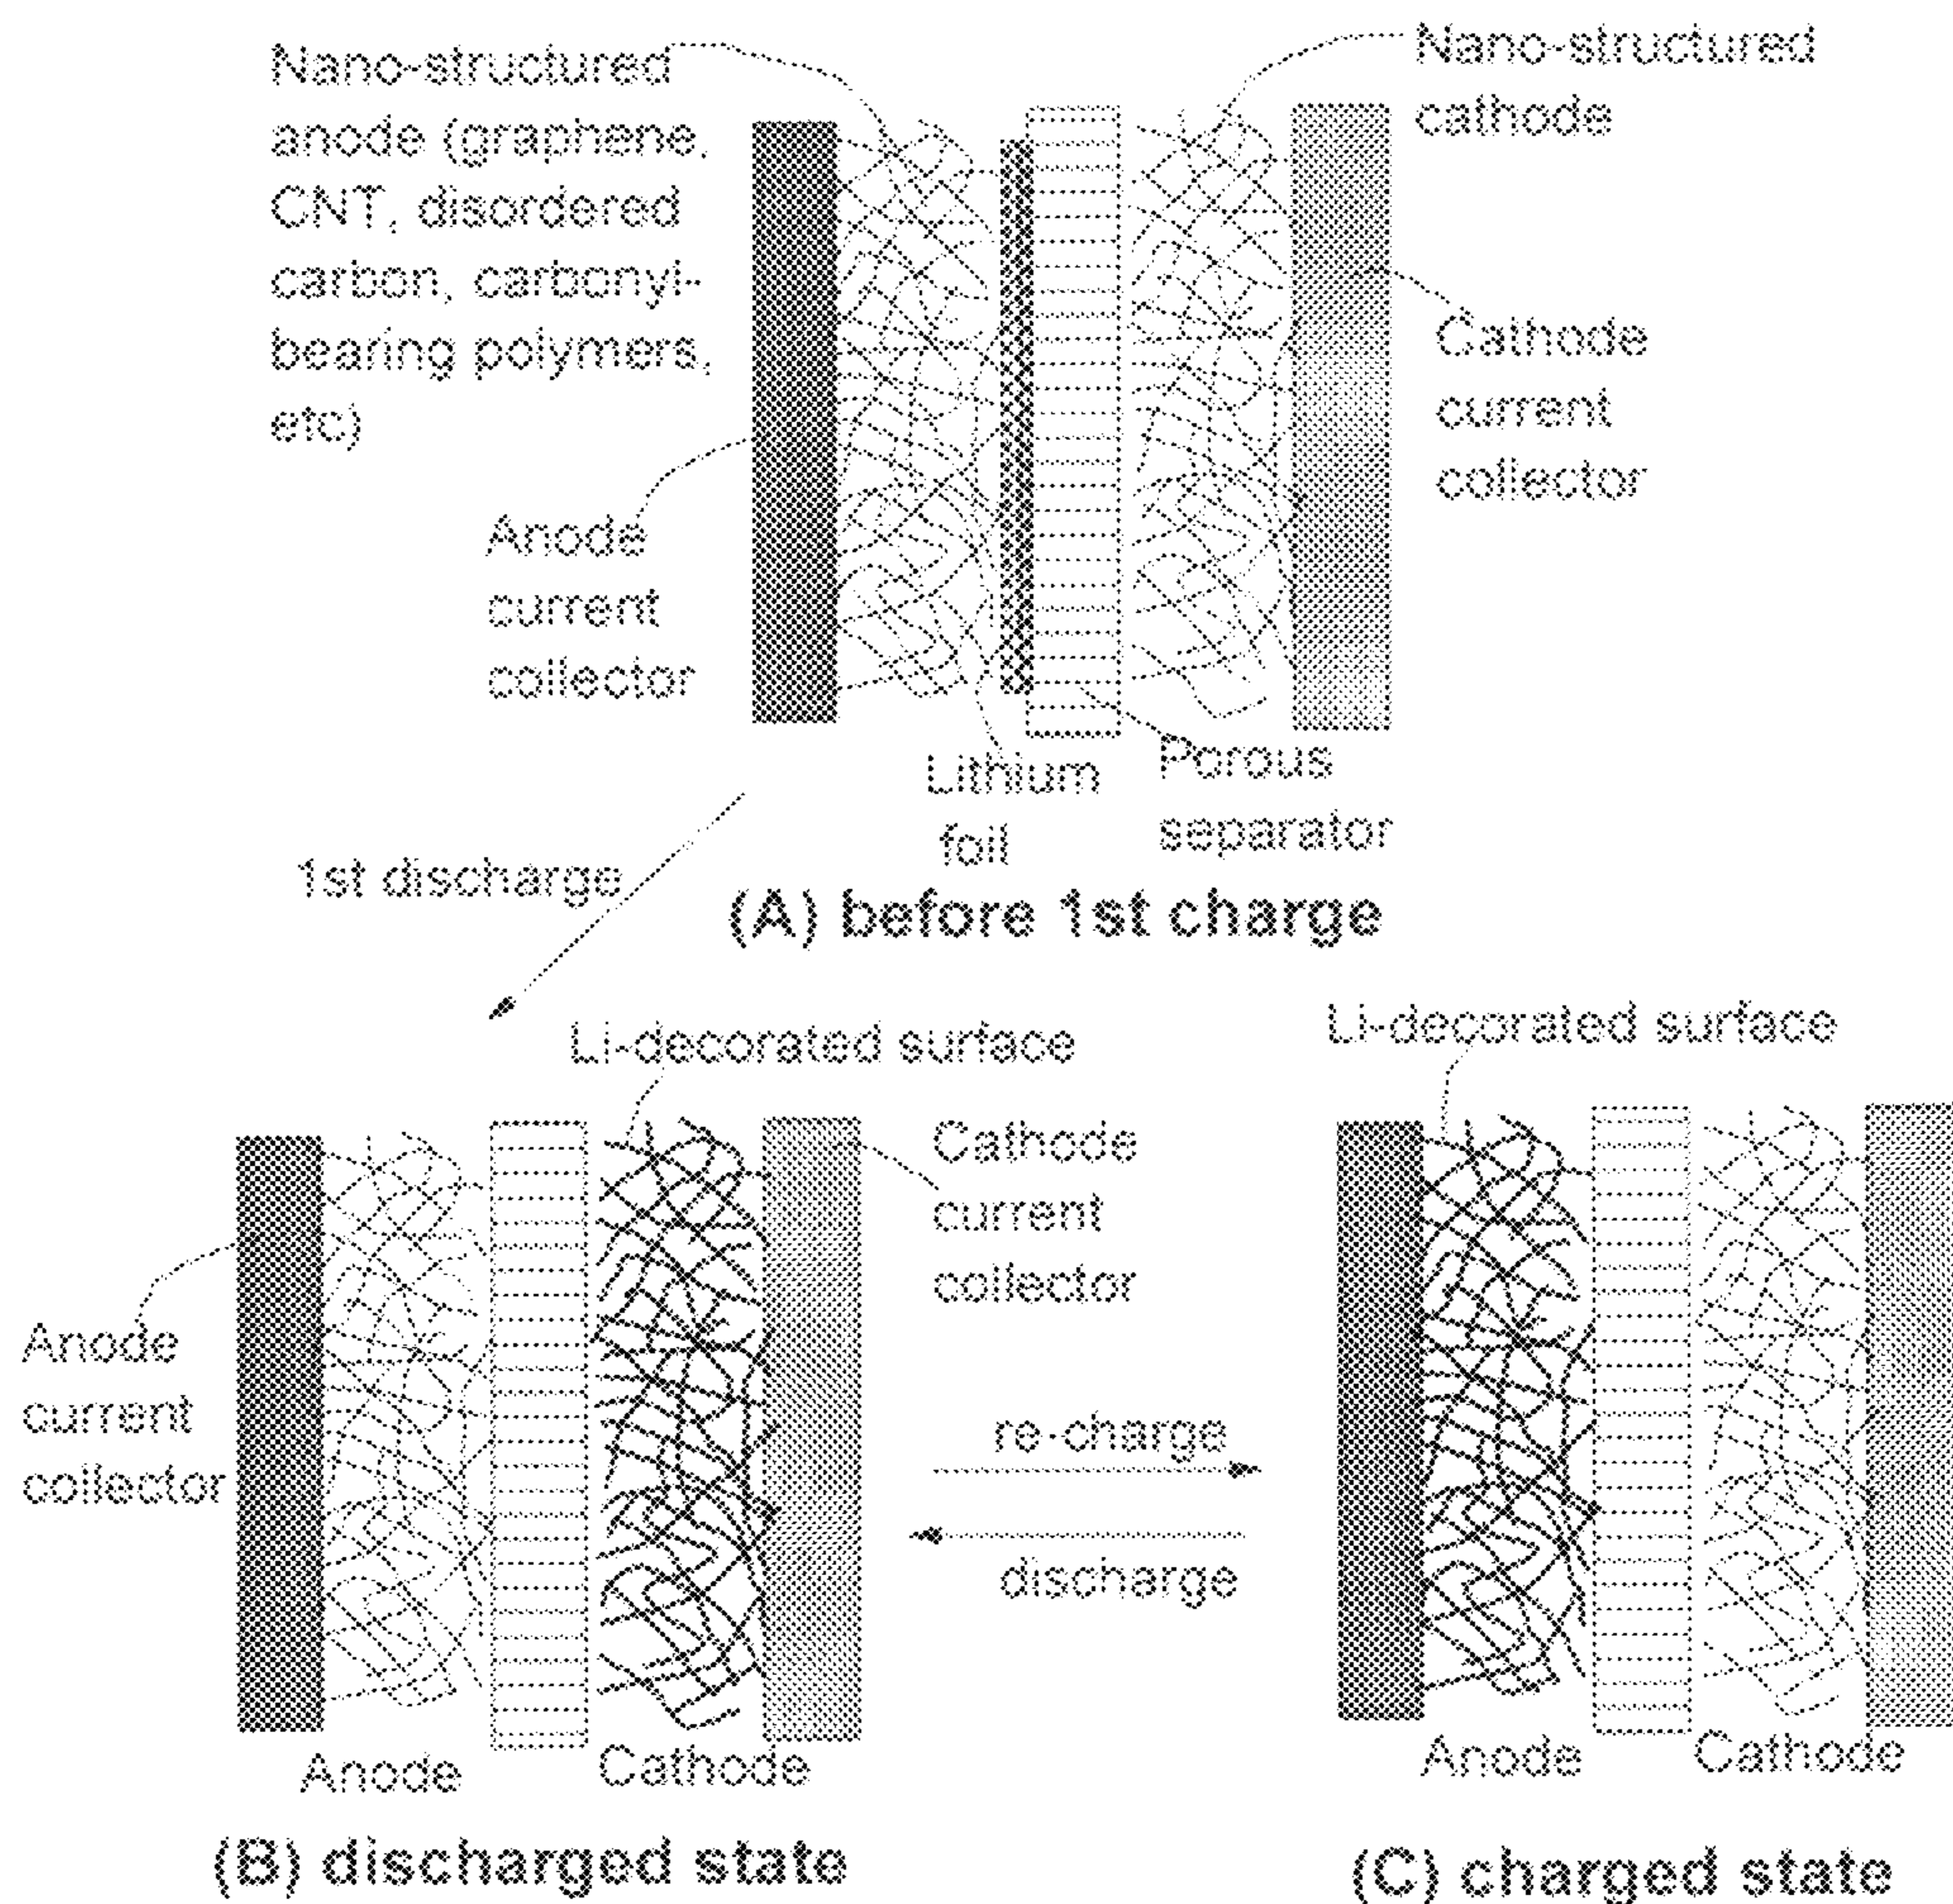 Nano-structured
anode (graphene,
CNT, disordered
carbon, carbonyl-
bearing polymers,
etc)
Nano-structured
cathode
Anode
current
collector
Cathode
current
collector
Lithium
foil
Porous
separator
1st discharge
(A) before 1st charge
Li-decorated surface
Li-decorated surface
Cathode
current
collector
Anode
current
collector
re-charge
discharge
Anode
Cathode
Anode
Cathode
(B) discharged state
(C) charged state